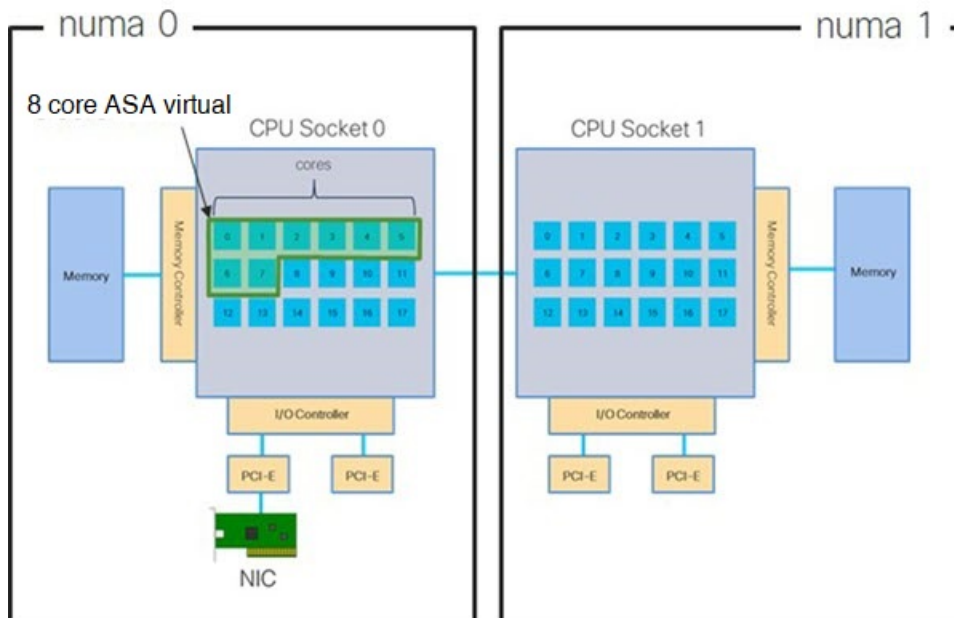 numa 0
numa 1
8 core ASA virtual
CPU Socket 0
CPU Socket 1
cores
0 1 2 3 4 5
6 7 8 9 10 11
12 13 14 15 16 17
0 1 2 3 4 5
6 7 8 9 10 11
12 13 14 15 16 17
Memory
Memory Controller
Memory Controller
Memory
I/O Controller
I/O Controller
PCI-E
PCI-E
PCI-E
PCI-E
NIC